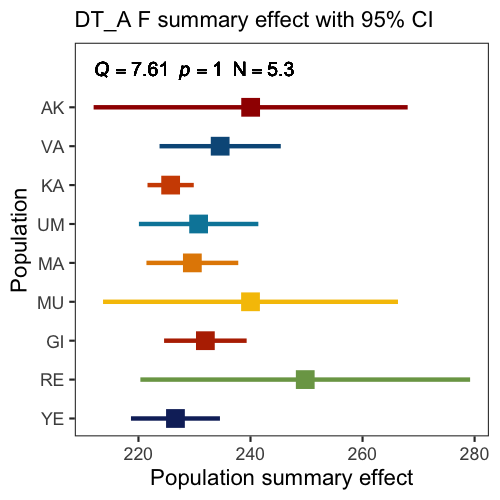 DT_A F summary effect with 95% CI
Q = 7.61 p = 1 N = 5.3
AK
VA
KA
UM
MA
MU
GI
RE
YE
Population
220 240 260 280
Population summary effect